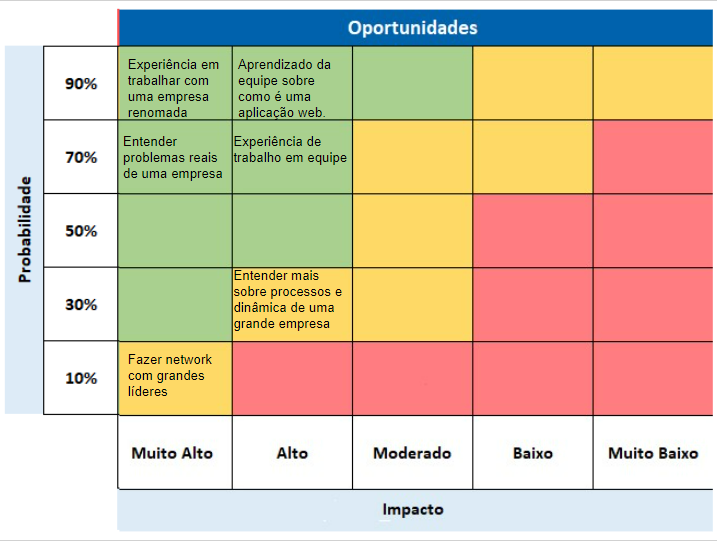 Oportunidades
Probabilidade
90%
Experiência em
trabalhar com
uma empresa
renomada
Aprendizado da
equipe sobre
como é uma
aplicação web.
70%
Entender
problemas reais
de uma empresa
Experiência de
trabalho em equipe
50%
30%
Entender mais
sobre processos e
dinâmica de uma
grande empresa
10%
Fazer network
com grandes
líderes
Muito Alto
Alto
Moderado
Baixo
Muito Baixo
Impacto